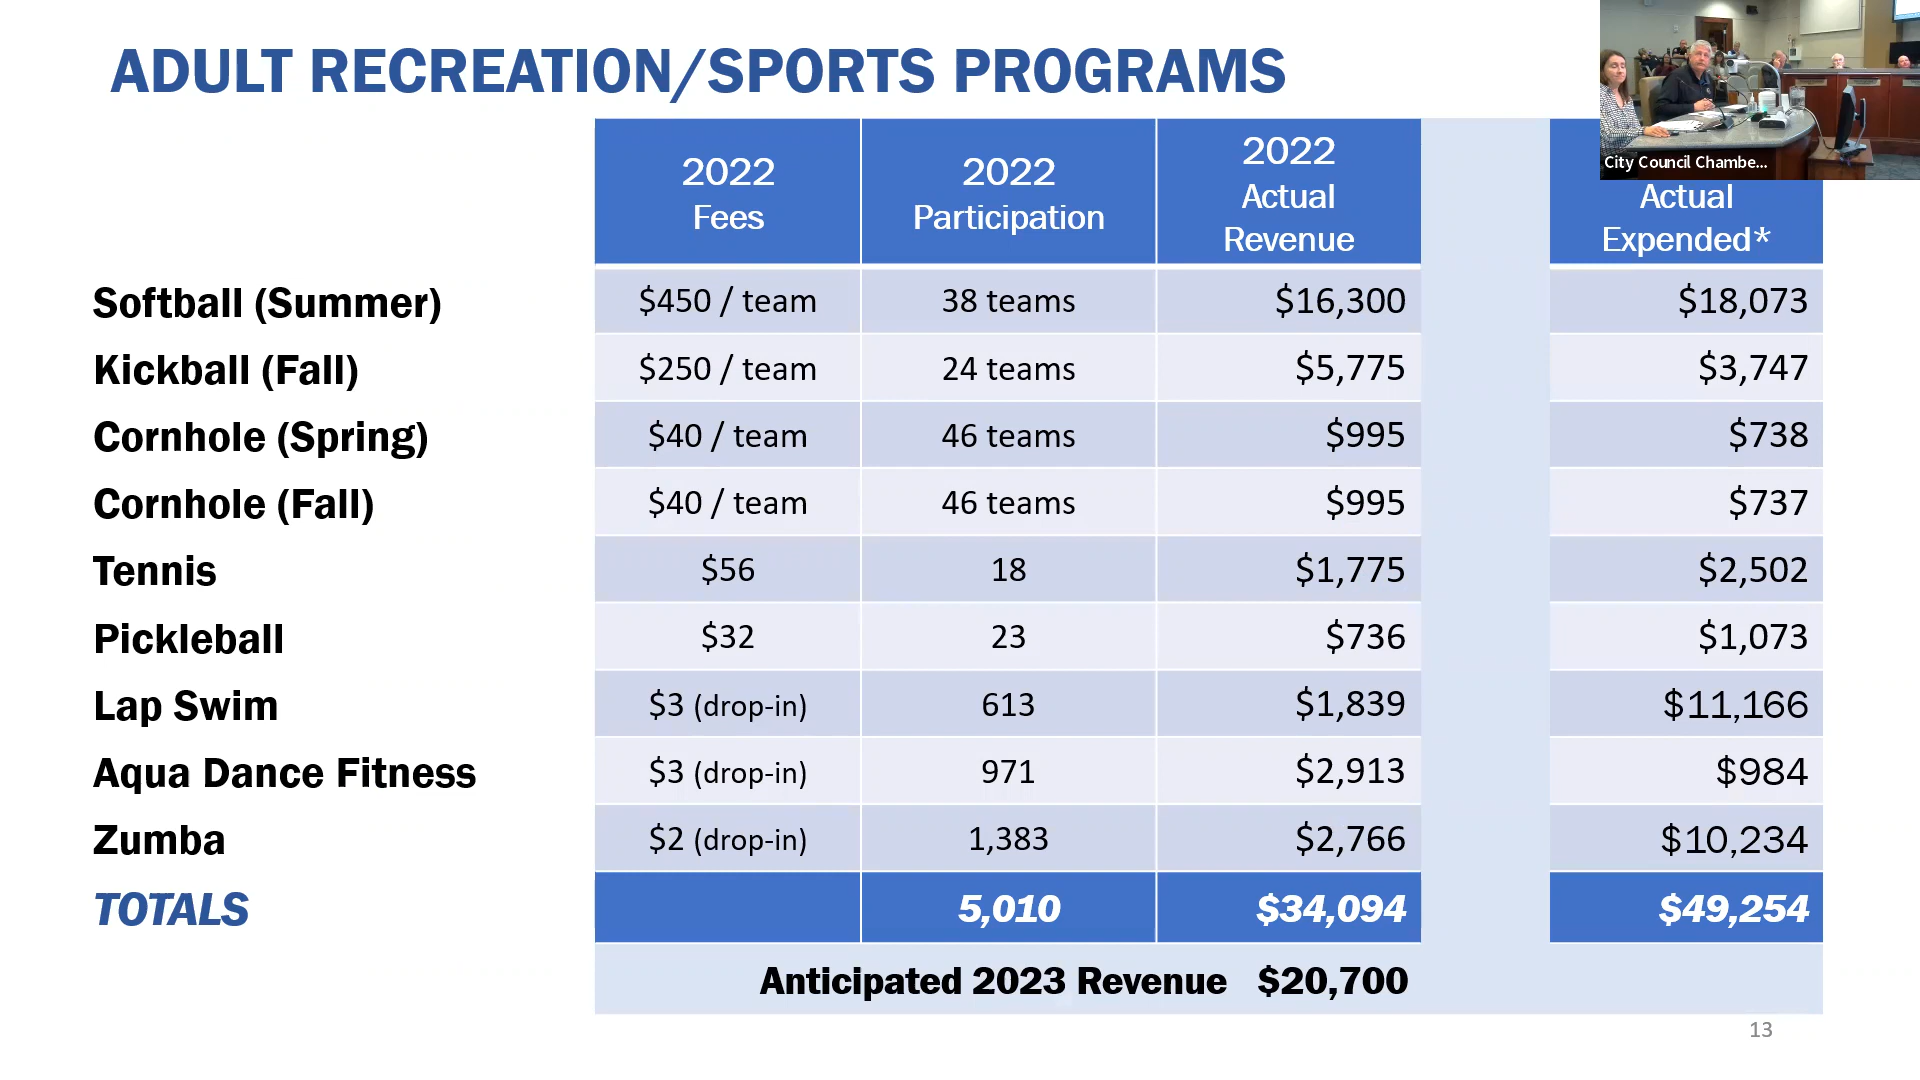 ADULT RECREATION/SPORTS PROGRAMS
City Council Chambe...
2022 Fees
2022 Participation
2022 Actual Revenue
Actual Expended*
Softball (Summer) $450 / team 38 teams $16,300 $18,073
Kickball (Fall) $250 / team 24 teams $5,775 $3,747
Cornhole (Spring) $40 / team 46 teams $995 $738
Cornhole (Fall) $40 / team 46 teams $995 $737
Tennis $56 18 $1,775 $2,502
Pickleball $32 23 $736 $1,073
Lap Swim $3 (drop-in) 613 $1,839 $11,166
Aqua Dance Fitness $3 (drop-in) 971 $2,913 $984
Zumba $2 (drop-in) 1,383 $2,766 $10,234
TOTALS 5,010 $34,094 $49,254
Anticipated 2023 Revenue $20,700
13